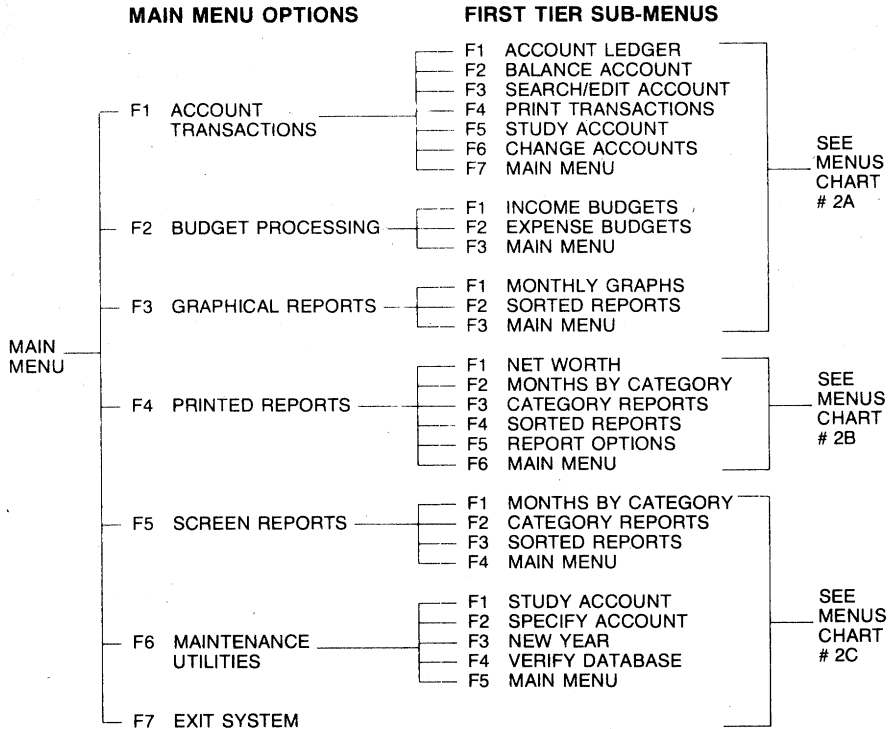 MAIN MENU OPTIONS
FIRST TIER SUB-MENUS
MAIN
MENU
F1 ACCOUNT
TRANSACTIONS
F1 ACCOUNT LEDGER
F2 BALANCE ACCOUNT
F3 SEARCH/EDIT ACCOUNT
F4 PRINT TRANSACTIONS
F5 STUDY ACCOUNT
F6 CHANGE ACCOUNTS
F7 MAIN MENU
F2 BUDGET PROCESSING
F1 INCOME BUDGETS
F2 EXPENSE BUDGETS
F3 MAIN MENU
F3 GRAPHICAL REPORTS
F1 MONTHLY GRAPHS
F2 SORTED REPORTS
F3 MAIN MENU
SEE
MENUS
CHART
# 2A
F4 PRINTED REPORTS
F1 NET WORTH
F2 MONTHS BY CATEGORY
F3 CATEGORY REPORTS
F4 SORTED REPORTS
F5 REPORT OPTIONS
F6 MAIN MENU
SEE
MENUS
CHART
# 2B
F5 SCREEN REPORTS
F1 MONTHS BY CATEGORY
F2 CATEGORY REPORTS
F3 SORTED REPORTS
F4 MAIN MENU
F6 MAINTENANCE
UTILITIES
F1 STUDY ACCOUNT
F2 SPECIFY ACCOUNT
F3 NEW YEAR
F4 VERIFY DATABASE
F5 MAIN MENU
SEE
MENUS
CHART
# 2C
F7 EXIT SYSTEM